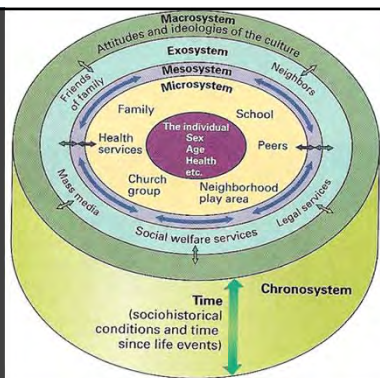 Macrosystem
Attitudes and ideologies of the culture
Exosystem
Mesosystem
Microsystem
Friends
of family
Neighbors
Family
School
Health
services
The individual
Sex
Age
Health
etc.
Peers
Church
group
Neighborhood
play area
Mass media
Social welfare services
Legal services
Time
(sociohistorical
conditions and time
since life events)
Chronosystem